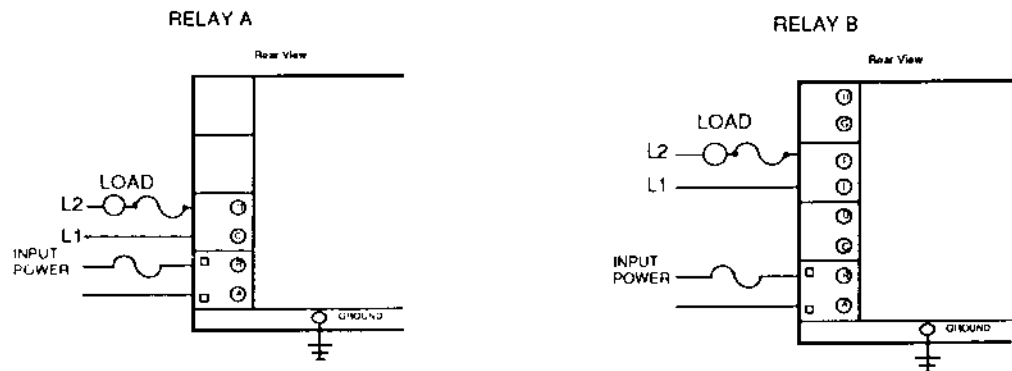 RELAY A
Rear View
LOAD
L2
L1
INPUT
POWER
C
B
A
GROUND
RELAY B
Rear View
LOAD
L2
L1
INPUT
POWER
G
C
A
GROUND